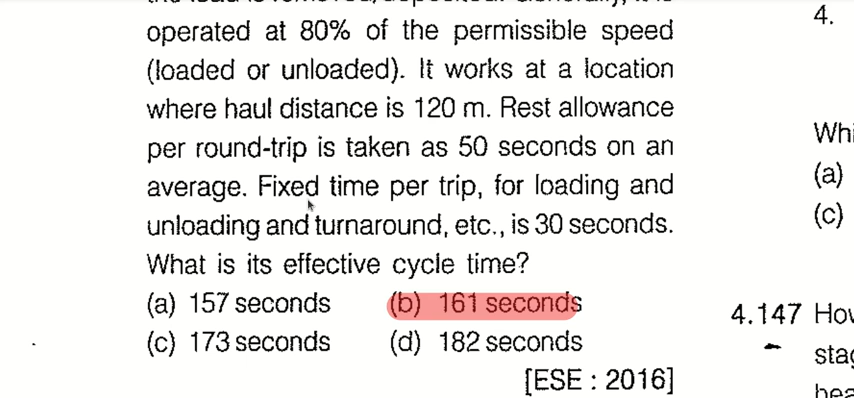 operated at 80% of the permissible speed
(loaded or unloaded). It works at a location
where haul distance is 120 m. Rest allowance
per round-trip is taken as 50 seconds on an
average. Fixed time per trip, for loading and
unloading and turnaround, etc., is 30 seconds.
What is its effective cycle time?
(a) 157 seconds (b) 161 seconds
(c) 173 seconds (d) 182 seconds
[ESE : 2016]
4.
Whi
(a)
(c)
4.147 How
stag